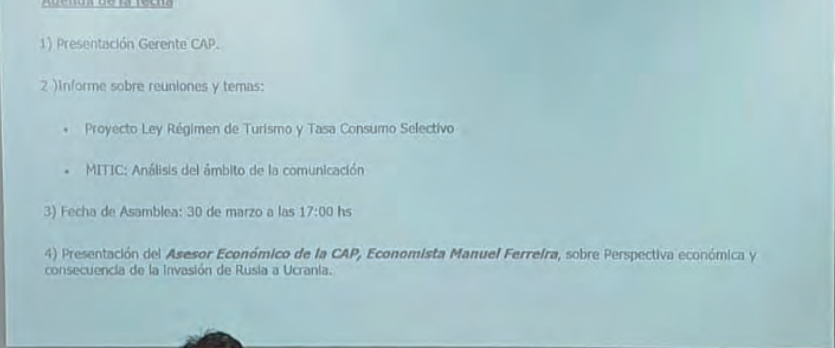 Agenda de la fecha
1) Presentación Gerente CAP.
2 )Informe sobre reuniones y temas:
• Proyecto Ley Régimen de Turismo y Tasa Consumo Selectivo
• MITIC: Análisis del ámbito de la comunicación
3) Fecha de Asamblea: 30 de marzo a las 17:00 hs
4) Presentación del Asesor Económico de la CAP, Economista Manuel Ferreira, sobre Perspectiva económica y
consecuencia de la Invasión de Rusia a Ucrania.